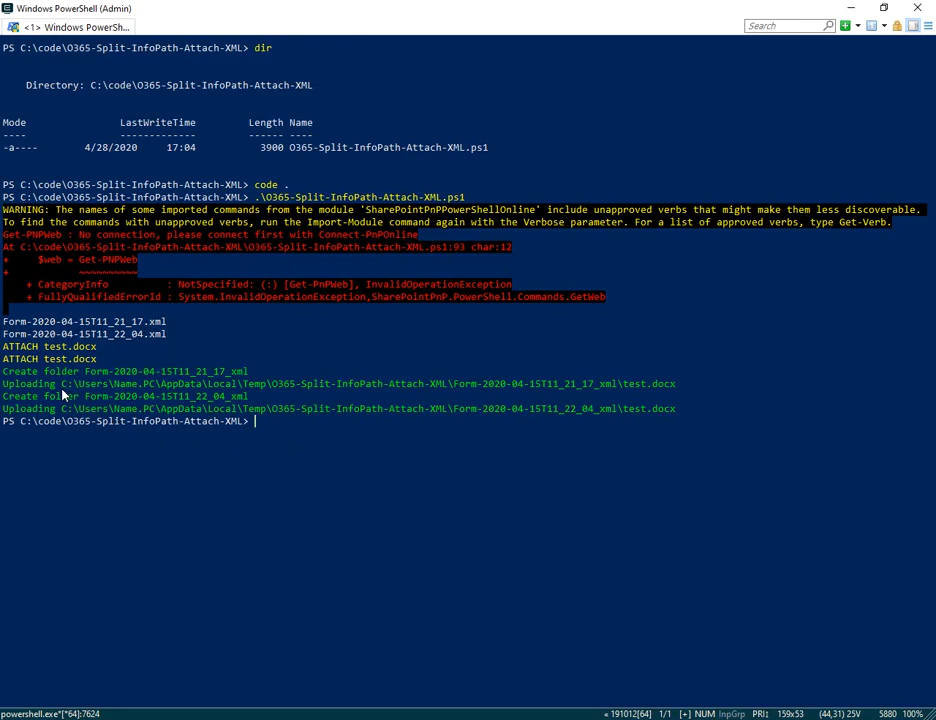 Windows PowerShell (Admin)
<1> Windows PowerSh...
Search
PS C:\code\O365-Split-InfoPath-Attach-XML> dir
Directory: C:\code\O365-Split-InfoPath-Attach-XML
Mode LastWriteTime Length Name
---- ------------- ------ ----
-a---- 4/28/2020 17:04 3900 O365-Split-InfoPath-Attach-XML.ps1
PS C:\code\O365-Split-InfoPath-Attach-XML> code .
PS C:\code\O365-Split-InfoPath-Attach-XML> .\O365-Split-InfoPath-Attach-XML.ps1
WARNING: The names of some imported commands from the module 'SharePointPnPPowerShellOnline' include unapproved verbs that might make them less discoverable.
To find the commands with unapproved verbs, run the Import-Module command again with the Verbose parameter. For a list of approved verbs, type Get-Verb.
Get-PNPWeb : No connection, please connect first with Connect-PnPOnline
At C:\code\O365-Split-InfoPath-Attach-XML\O365-Split-InfoPath-Attach-XML.ps1:93 char:12
+ $web = Get-PNPWeb
+ ~~~~~~~~~~
+ CategoryInfo : NotSpecified: (:) [Get-PnPWeb], InvalidOperationException
+ FullyQualifiedErrorId : System.InvalidOperationException,SharePointPnP.PowerShell.Commands.GetWeb
Form-2020-04-15T11_21_17.xml
Form-2020-04-15T11_22_04.xml
ATTACH test.docx
ATTACH test.docx
Create folder Form-2020-04-15T11_21_17_xml
Uploading C:\Users\Name.PC\AppData\Local\Temp\O365-Split-InfoPath-Attach-XML\Form-2020-04-15T11_21_17_xml\test.docx
Create folder Form-2020-04-15T11_22_04_xml
Uploading C:\Users\Name.PC\AppData\Local\Temp\O365-Split-InfoPath-Attach-XML\Form-2020-04-15T11_22_04_xml\test.docx
PS C:\code\O365-Split-InfoPath-Attach-XML>
powershell.exe*[*64]:7624 « 191012[64] 1/1 [+] NUM InpGrp PRI: 159x53 (44,31) 25V 5880 100%